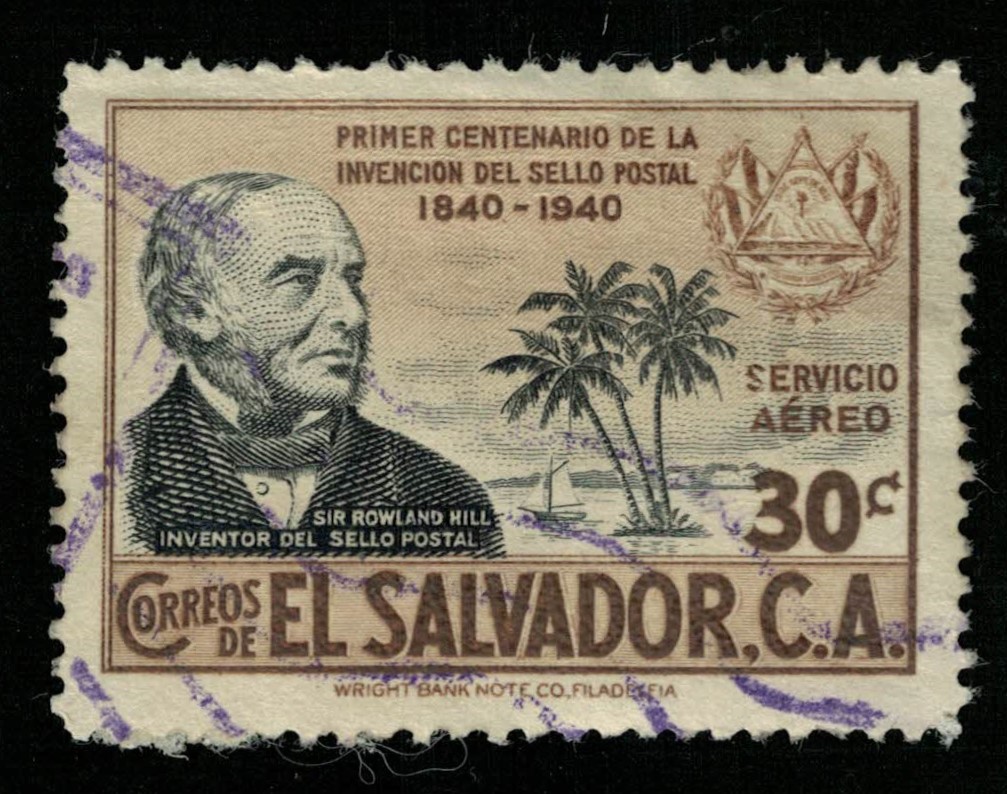 PRIMER CENTENARIO DE LA
INVENCION DEL SELLO POSTAL
1840-1940
SERVICIO
AÉREO
30¢
SIR ROWLAND HILL
INVENTOR DEL SELLO POSTAL
CORREOS DE EL SALVADOR, C.A.
WRIGHT BANK NOTE CO., FILADELFIA